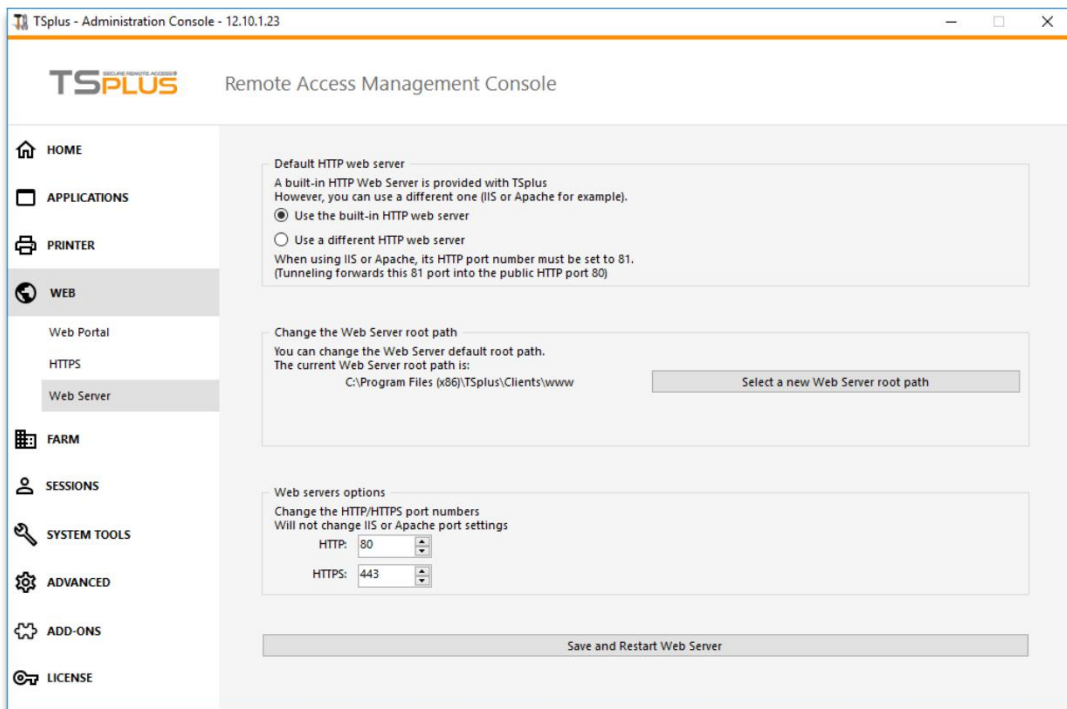 TSplus - Administration Console - 12.10.1.23
TSPLUS
SECURE REMOTE ACCESS®
Remote Access Management Console
HOME
APPLICATIONS
PRINTER
WEB
Web Portal
HTTPS
Web Server
FARM
SESSIONS
SYSTEM TOOLS
ADVANCED
ADD-ONS
LICENSE
Default HTTP web server
A built-in HTTP Web Server is provided with TSplus
However, you can use a different one (IIS or Apache for example).
Use the built-in HTTP web server
Use a different HTTP web server
When using IIS or Apache, its HTTP port number must be set to 81.
(Tunneling forwards this 81 port into the public HTTP port 80)
Change the Web Server root path
You can change the Web Server default root path.
The current Web Server root path is:
C:\Program Files (x86)\TSplus\Clients\www
Select a new Web Server root path
Web servers options
Change the HTTP/HTTPS port numbers
Will not change IIS or Apache port settings
HTTP: 80
HTTPS: 443
Save and Restart Web Server